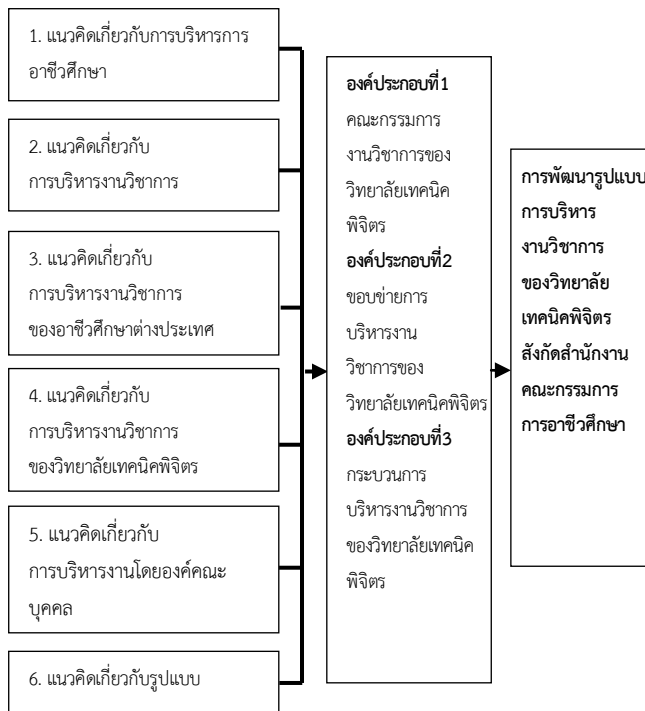 1. แนวคิดเกี่ยวกับการบริหารการ
อาชีวศึกษา
2. แนวคิดเกี่ยวกับ
การบริหารงานวิชาการ
3. แนวคิดเกี่ยวกับ
การบริหารงานวิชาการ
ของอาชีวศึกษาต่างประเทศ
4. แนวคิดเกี่ยวกับ
การบริหารงานวิชาการ
ของวิทยาลัยเทคนิคพิจิตร
5. แนวคิดเกี่ยวกับ
การบริหารงานโดยองค์คณะ
บุคคล
6. แนวคิดเกี่ยวกับรูปแบบ
องค์ประกอบที่1
คณะกรรมการ
งานวิชาการของ
วิทยาลัยเทคนิค
พิจิตร
องค์ประกอบที่2
ขอบข่ายการ
บริหารงาน
วิชาการของ
วิทยาลัยเทคนิคพิจิตร
องค์ประกอบที่3
กระบวนการ
บริหารงานวิชาการ
ของวิทยาลัยเทคนิค
พิจิตร
การพัฒนารูปแบบ
การบริหาร
งานวิชาการ
ของวิทยาลัย
เทคนิคพิจิตร
สังกัดสำนักงาน
คณะกรรมการ
การอาชีวศึกษา